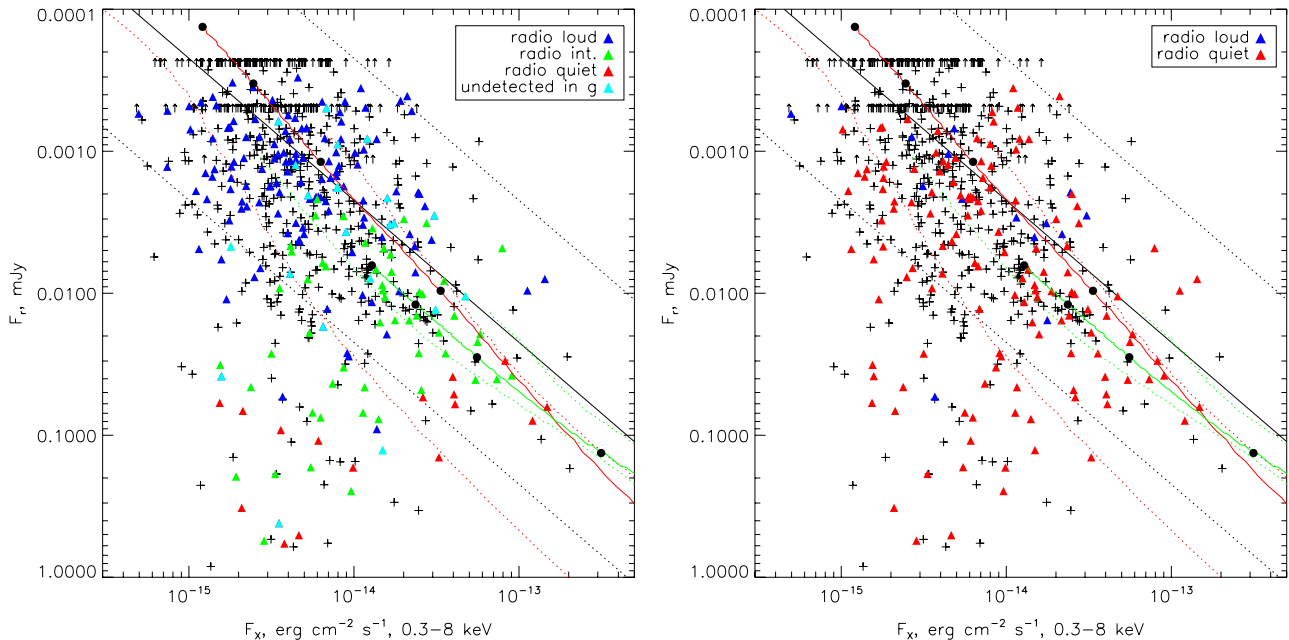 0.0001
0.0010
0.0100
0.1000
1.0000
F_r, mJy
radio loud
radio int.
radio quiet
undetected in g
10^-15
10^-14
10^-13
F_x, erg cm^-2 s^-1, 0.3-8 keV
0.0001
0.0010
0.0100
0.1000
1.0000
F_r, mJy
radio loud
radio quiet
10^-15
10^-14
10^-13
F_x, erg cm^-2 s^-1, 0.3-8 keV